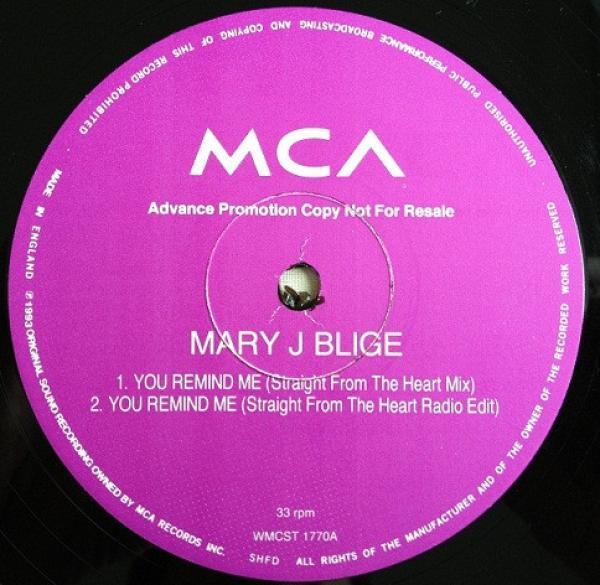 MCA
Advance Promotion Copy Not For Resale
MARY J BLIGE
1. YOU REMIND ME (Straight From The Heart Mix)
2. YOU REMIND ME (Straight From The Heart Radio Edit)
33 rpm
WMCST 1770A
MADE IN ENGLAND ℗1993 ORIGINAL SOUND RECORDING OWNED BY MCA RECORDS INC. SHFD ALL RIGHTS OF THE MANUFACTURER AND OF THE OWNER OF THE RECORDED WORK RESERVED
UNAUTHORISED PUBLIC PERFORMANCE BROADCASTING AND COPYING OF THIS RECORD PROHIBITED